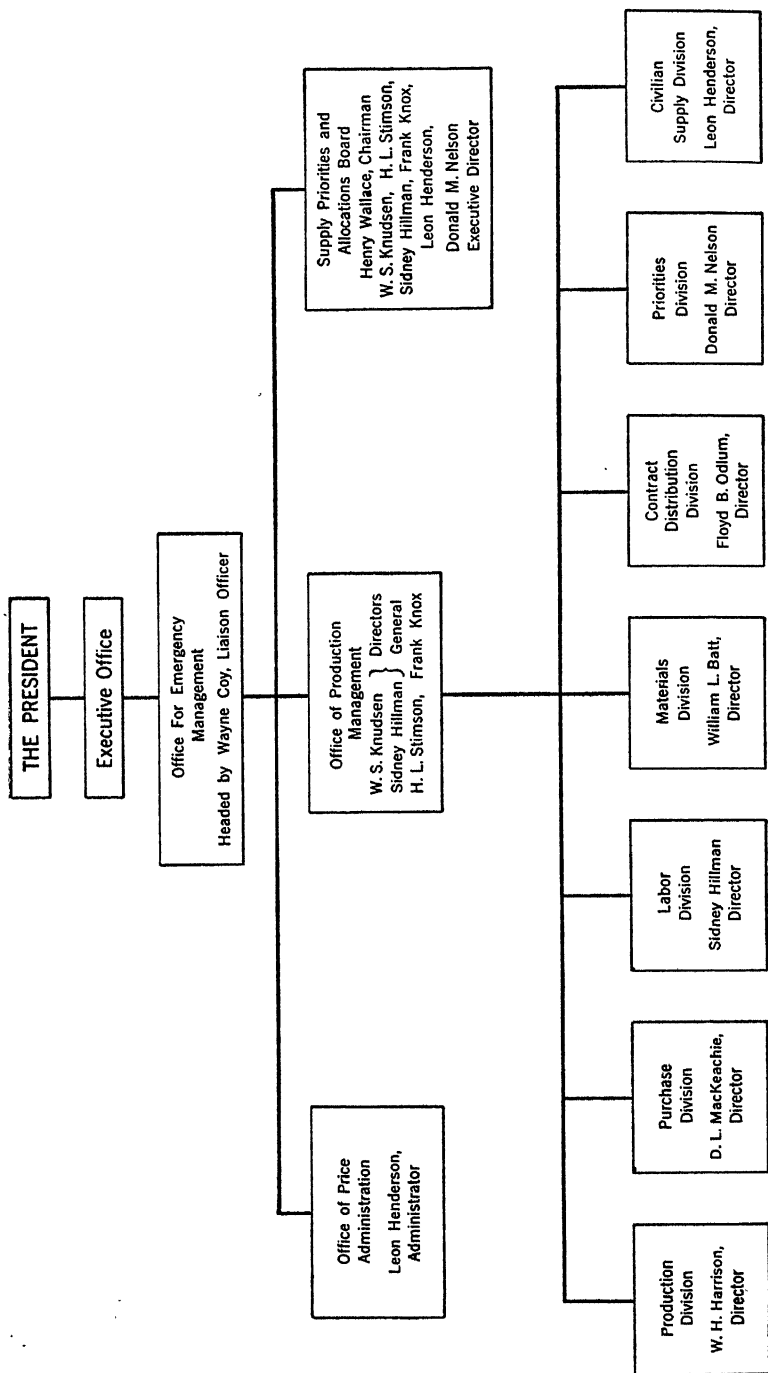 THE PRESIDENT
Executive Office
Office For Emergency
Management
Headed by Wayne Coy, Liaison Officer
Office of Price
Administration
Leon Henderson,
Administrator
Office of Production
Management
W. S. Knudsen } Directors
Sidney Hillman } General
H. L. Stimson, Frank Knox
Supply Priorities and
Allocations Board
Henry Wallace, Chairman
W. S. Knudsen, H. L. Stimson,
Sidney Hillman, Frank Knox,
Leon Henderson,
Donald M. Nelson
Executive Director
Production
Division
W. H. Harrison,
Director
Purchase
Division
D. L. MacKeachie,
Director
Labor
Division
Sidney Hillman
Director
Materials
Division
William L. Batt,
Director
Contract
Distribution
Division
Floyd B. Odlum,
Director
Priorities
Division
Donald M. Nelson
Director
Civilian
Supply Division
Leon Henderson,
Director